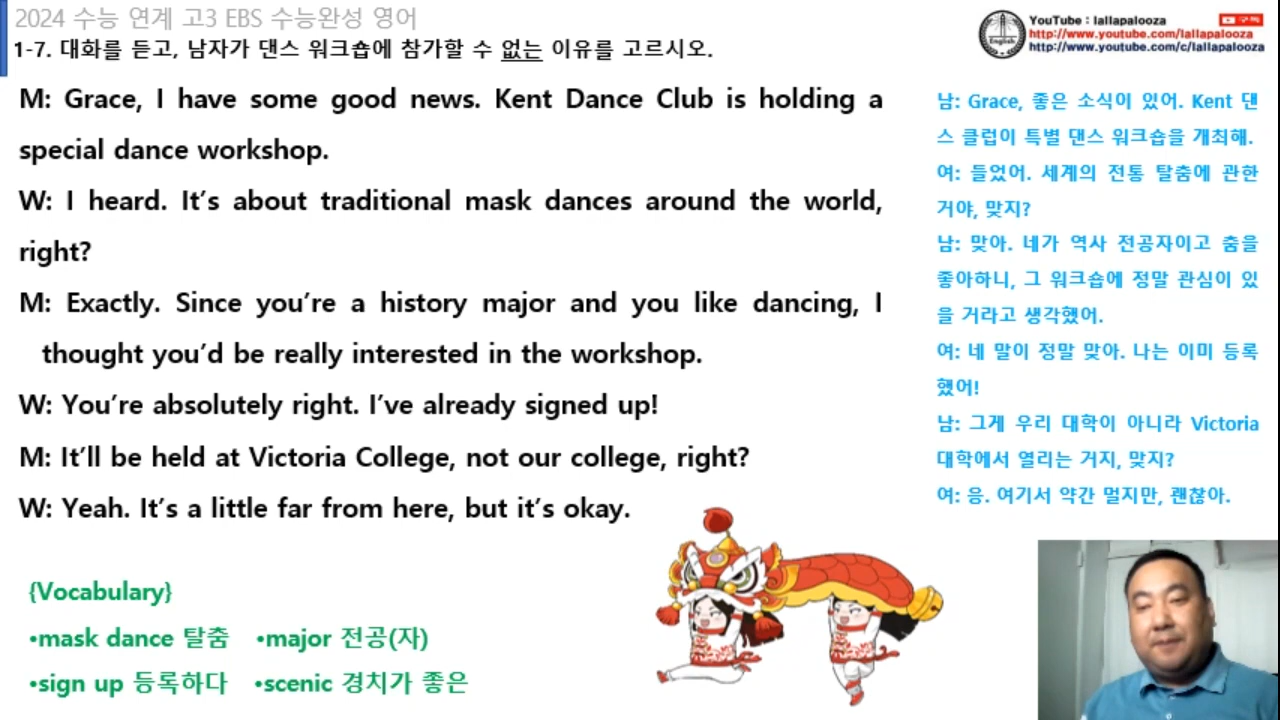 2024 수능 연계 고3 EBS 수능완성 영어
1-7. 대화를 듣고, 남자가 댄스 워크숍에 참가할 수 없는 이유를 고르시오.
English
YouTube : lallapalooza
구독
http://www.youtube.com/lallapalooza
http://www.youtube.com/c/lallapalooza
M: Grace, I have some good news. Kent Dance Club is holding a
special dance workshop.
W: I heard. It's about traditional mask dances around the world,
right?
M: Exactly. Since you're a history major and you like dancing, I
thought you'd be really interested in the workshop.
W: You're absolutely right. I've already signed up!
M: It'll be held at Victoria College, not our college, right?
W: Yeah. It's a little far from here, but it's okay.
남: Grace, 좋은 소식이 있어. Kent 댄
스 클럽이 특별 댄스 워크숍을 개최해.
여: 들었어. 세계의 전통 탈춤에 관한
거야, 맞지?
남: 맞아. 네가 역사 전공자이고 춤을
좋아하니, 그 워크숍에 정말 관심이 있
을 거라고 생각했어.
여: 네 말이 정말 맞아. 나는 이미 등록
했어!
남: 그게 우리 대학이 아니라 Victoria
대학에서 열리는 거지, 맞지?
여: 응. 여기서 약간 멀지만, 괜찮아.
{Vocabulary}
•mask dance 탈춤 •major 전공(자)
•sign up 등록하다 •scenic 경치가 좋은